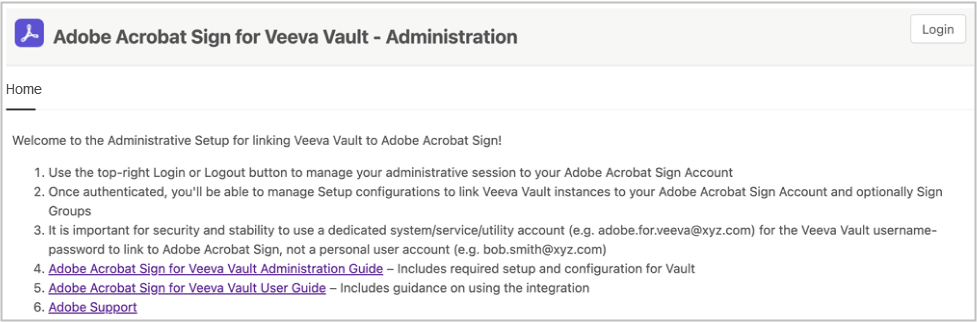 Adobe Acrobat Sign for Veeva Vault - Administration
Login
Home
Welcome to the Administrative Setup for linking Veeva Vault to Adobe Acrobat Sign!
1. Use the top-right Login or Logout button to manage your administrative session to your Adobe Acrobat Sign Account
2. Once authenticated, you'll be able to manage Setup configurations to link Veeva Vault instances to your Adobe Acrobat Sign Account and optionally Sign
Groups
3. It is important for security and stability to use a dedicated system/service/utility account (e.g. adobe.for.veeva@xyz.com) for the Veeva Vault username-
password to link to Adobe Acrobat Sign, not a personal user account (e.g. bob.smith@xyz.com)
4. Adobe Acrobat Sign for Veeva Vault Administration Guide – Includes required setup and configuration for Vault
5. Adobe Acrobat Sign for Veeva Vault User Guide – Includes guidance on using the integration
6. Adobe Support